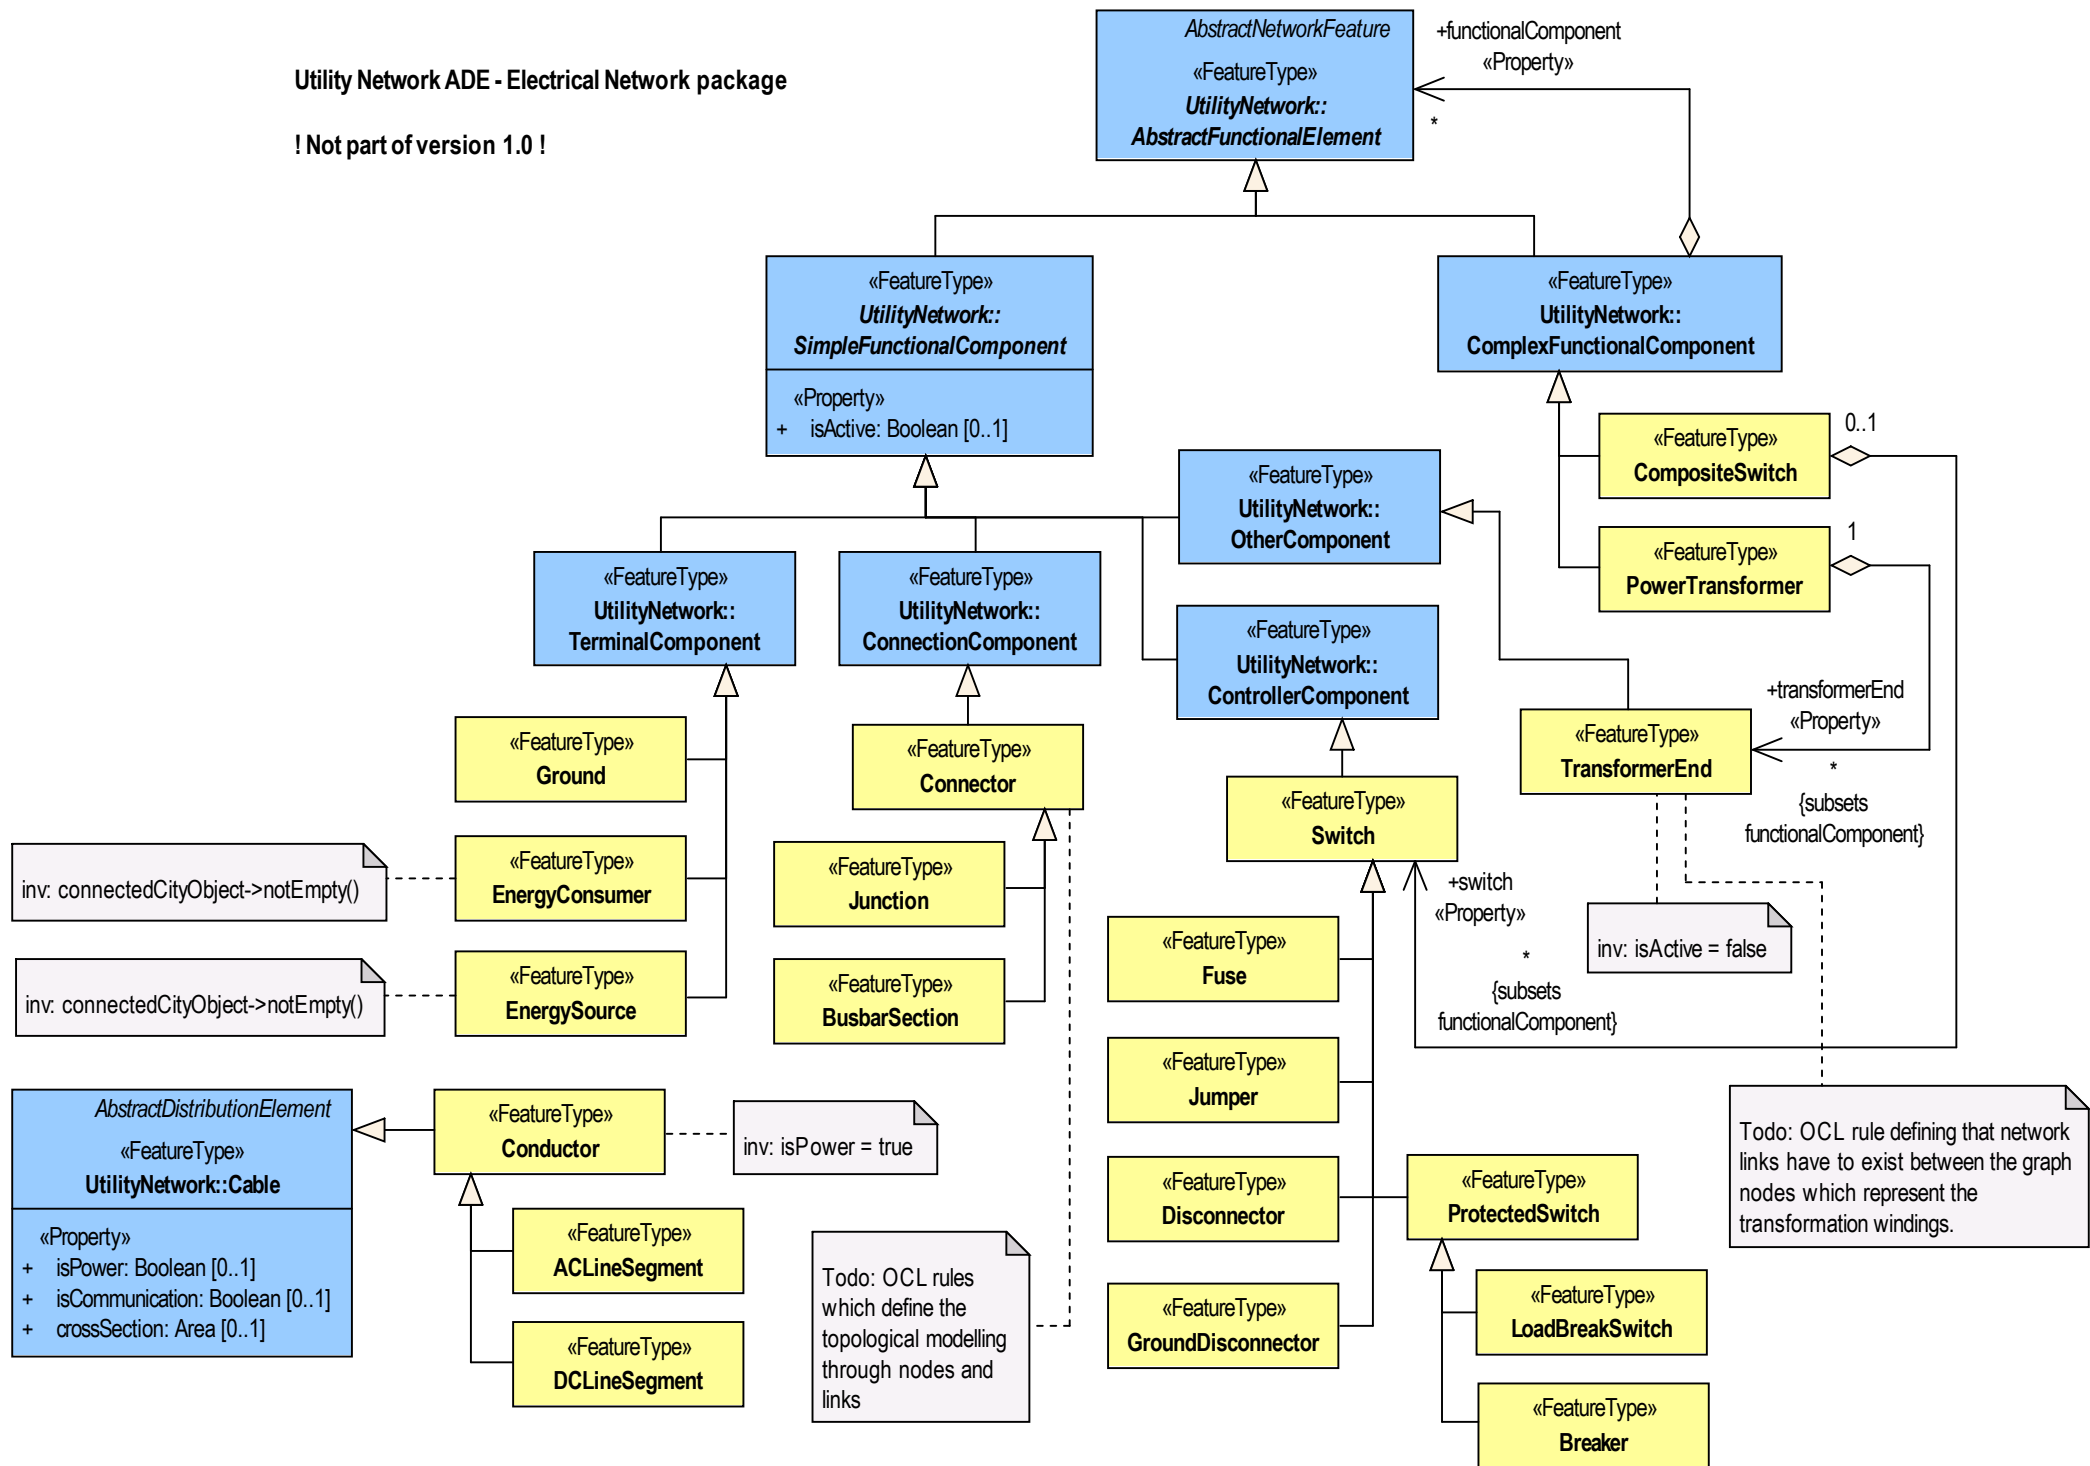 Utility Network ADE - Electrical Network package
! Not part of version 1.0 !
AbstractNetworkFeature
«FeatureType»
UtilityNetwork::
AbstractFunctionalElement
+functionalComponent
«Property»
*
«FeatureType»
UtilityNetwork::
SimpleFunctionalComponent
«Property»
+ isActive: Boolean [0..1]
«FeatureType»
UtilityNetwork::
ComplexFunctionalComponent
«FeatureType»
CompositeSwitch
0..1
«FeatureType»
PowerTransformer
1
«FeatureType»
UtilityNetwork::
OtherComponent
«FeatureType»
UtilityNetwork::
TerminalComponent
«FeatureType»
UtilityNetwork::
ConnectionComponent
«FeatureType»
UtilityNetwork::
ControllerComponent
+transformerEnd
«Property»
*
{subsets
functionalComponent}
«FeatureType»
TransformerEnd
«FeatureType»
Ground
«FeatureType»
Connector
«FeatureType»
Switch
inv: connectedCityObject->notEmpty()
«FeatureType»
EnergyConsumer
«FeatureType»
Junction
+switch
«Property»
*
{subsets
functionalComponent}
inv: isActive = false
«FeatureType»
Fuse
inv: connectedCityObject->notEmpty()
«FeatureType»
EnergySource
«FeatureType»
BusbarSection
«FeatureType»
Jumper
AbstractDistributionElement
«FeatureType»
UtilityNetwork::Cable
«Property»
+ isPower: Boolean [0..1]
+ isCommunication: Boolean [0..1]
+ crossSection: Area [0..1]
«FeatureType»
Conductor
inv: isPower = true
«FeatureType»
ACLineSegment
«FeatureType»
DCLineSegment
Todo: OCL rules
which define the
topological modelling
through nodes and
links
«FeatureType»
Disconnector
«FeatureType»
ProtectedSwitch
Todo: OCL rule defining that network
links have to exist between the graph
nodes which represent the
transformation windings.
«FeatureType»
GroundDisconnector
«FeatureType»
LoadBreakSwitch
«FeatureType»
Breaker